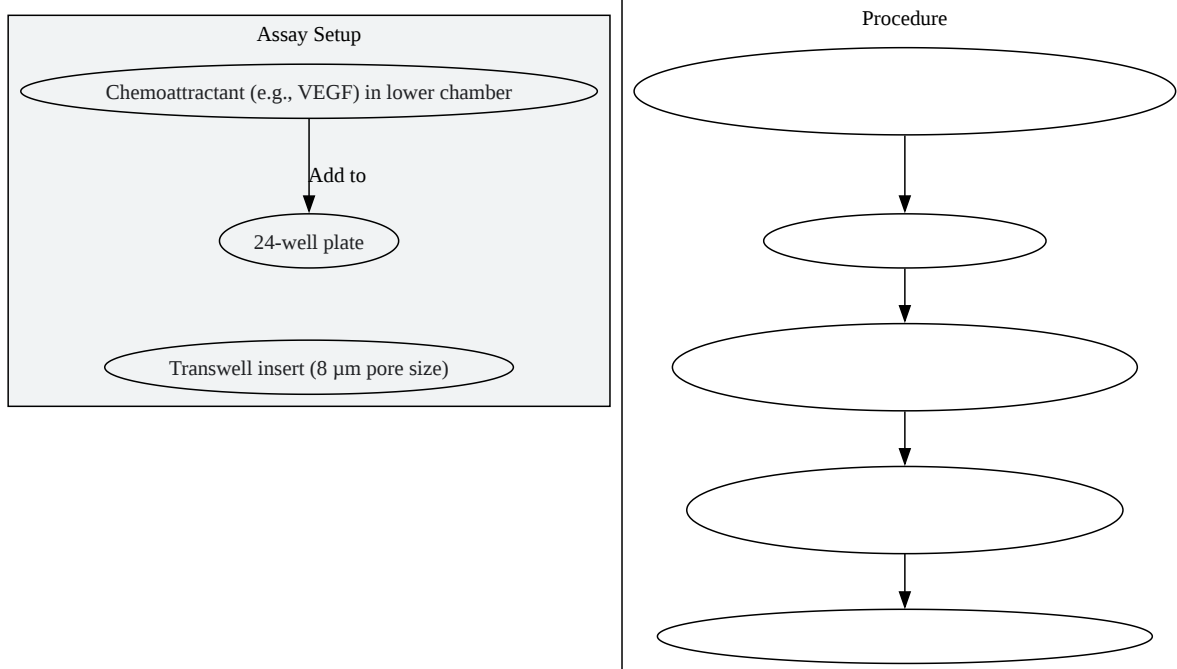 Assay Setup
Chemoattractant (e.g., VEGF) in lower chamber
Add to
24-well plate
Transwell insert (8 µm pore size)
Procedure